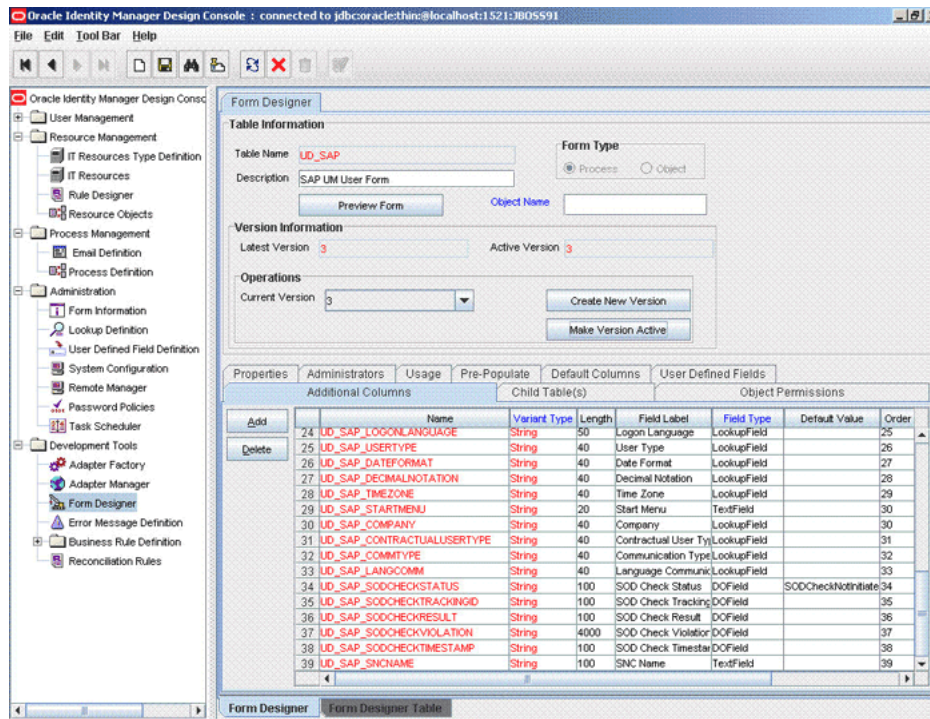 Oracle Identity Manager Design Console : connected to jdbc:oracle:thin:@localhost:1521:JBOSS91
File Edit Tool Bar Help
Oracle Identity Manager Design Consc
User Management
Resource Management
IT Resources Type Definition
IT Resources
Rule Designer
Resource Objects
Process Management
Email Definition
Process Definition
Administration
Form Information
Lookup Definition
User Defined Field Definition
System Configuration
Remote Manager
Password Policies
Task Scheduler
Development Tools
Adapter Factory
Adapter Manager
Form Designer
Error Message Definition
Business Rule Definition
Reconciliation Rules
Form Designer
Table Information
Table Name UD_SAP
Form Type
Process Object
Description SAP UM User Form
Preview Form
Object Name
Version Information
Latest Version 3 Active Version 3
Operations
Current Version 3
Create New Version
Make Version Active
Properties Administrators Usage Pre-Populate Default Columns User Defined Fields
Additional Columns Child Table(s) Object Permissions
Add
Delete
Name Variant Type Length Field Label Field Type Default Value Order
24 UD_SAP_LOGONLANGUAGE String 50 Logon Language LookupField 25
25 UD_SAP_USERTYPE String 40 User Type LookupField 26
26 UD_SAP_DATEFORMAT String 40 Date Format LookupField 27
27 UD_SAP_DECIMALNOTATION String 40 Decimal Notation LookupField 28
28 UD_SAP_TIMEZONE String 40 Time Zone LookupField 29
29 UD_SAP_STARTMENU String 20 Start Menu TextField 30
30 UD_SAP_COMPANY String 40 Company LookupField 30
31 UD_SAP_CONTRACTUALUSERTYPE String 40 Contractual User Ty LookupField 31
32 UD_SAP_COMMTYPE String 40 Communication Type LookupField 32
33 UD_SAP_LANGCOMM String 40 Language Communic LookupField 33
34 UD_SAP_SODCHECKSTATUS String 100 SOD Check Status DOField SODCheckNotInitiate 34
35 UD_SAP_SODCHECKTRACKINGID String 100 SOD Check Tracking DOField 35
36 UD_SAP_SODCHECKRESULT String 100 SOD Check Result DOField 36
37 UD_SAP_SODCHECKVIOLATION String 4000 SOD Check Violation DOField 37
38 UD_SAP_SODCHECKTIMESTAMP String 100 SOD Check Timestar DOField 38
39 UD_SAP_SNCNAME String 100 SNC Name TextField 39
Form Designer Form Designer Table